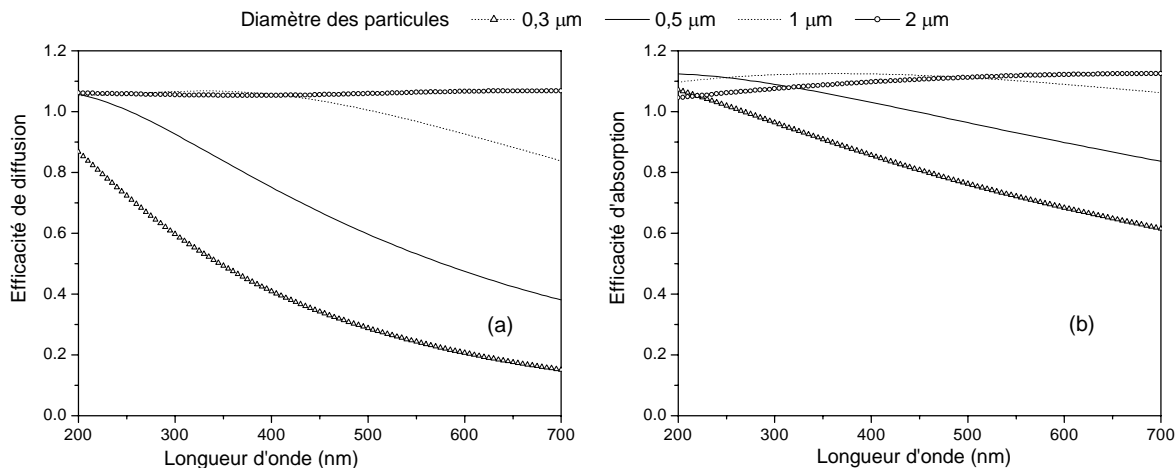 Diamètre des particules 0,3 μm 0,5 μm 1 μm 2 μm
Efficacité de diffusion
1.2
1.0
0.8
0.6
0.4
0.2
0.0
200 300 400 500 600 700
Longueur d'onde (nm)
(a)
Efficacité d'absorption
1.2
1.0
0.8
0.6
0.4
0.2
0.0
200 300 400 500 600 700
Longueur d'onde (nm)
(b)